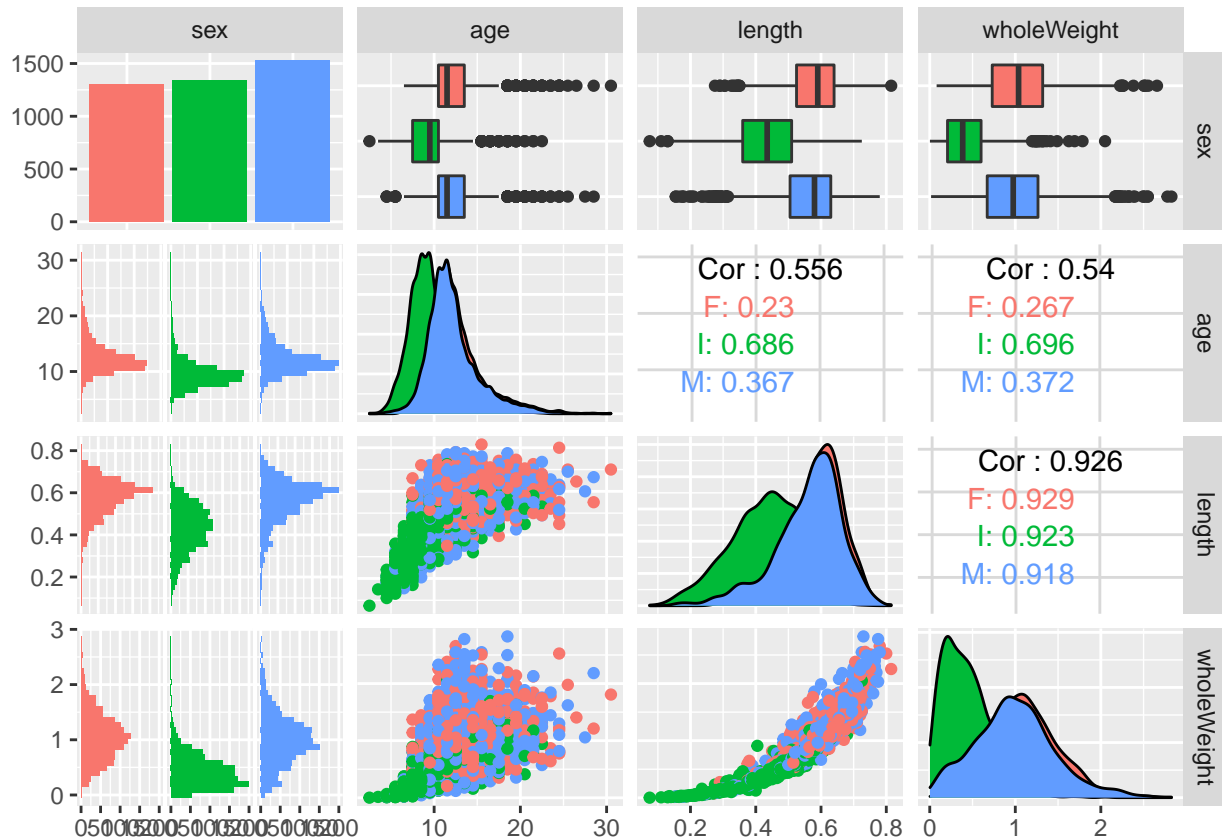 sex age length wholeWeight
1500
1000
500
0
sex
30
20
10
Cor : 0.556
F: 0.23
I: 0.686
M: 0.367
Cor : 0.54
F: 0.267
I: 0.696
M: 0.372
age
0.8
0.6
0.4
0.2
Cor : 0.926
F: 0.929
I: 0.923
M: 0.918
length
3
2
1
0
wholeWeight
10 20 30
0.2 0.4 0.6 0.8
0 1 2